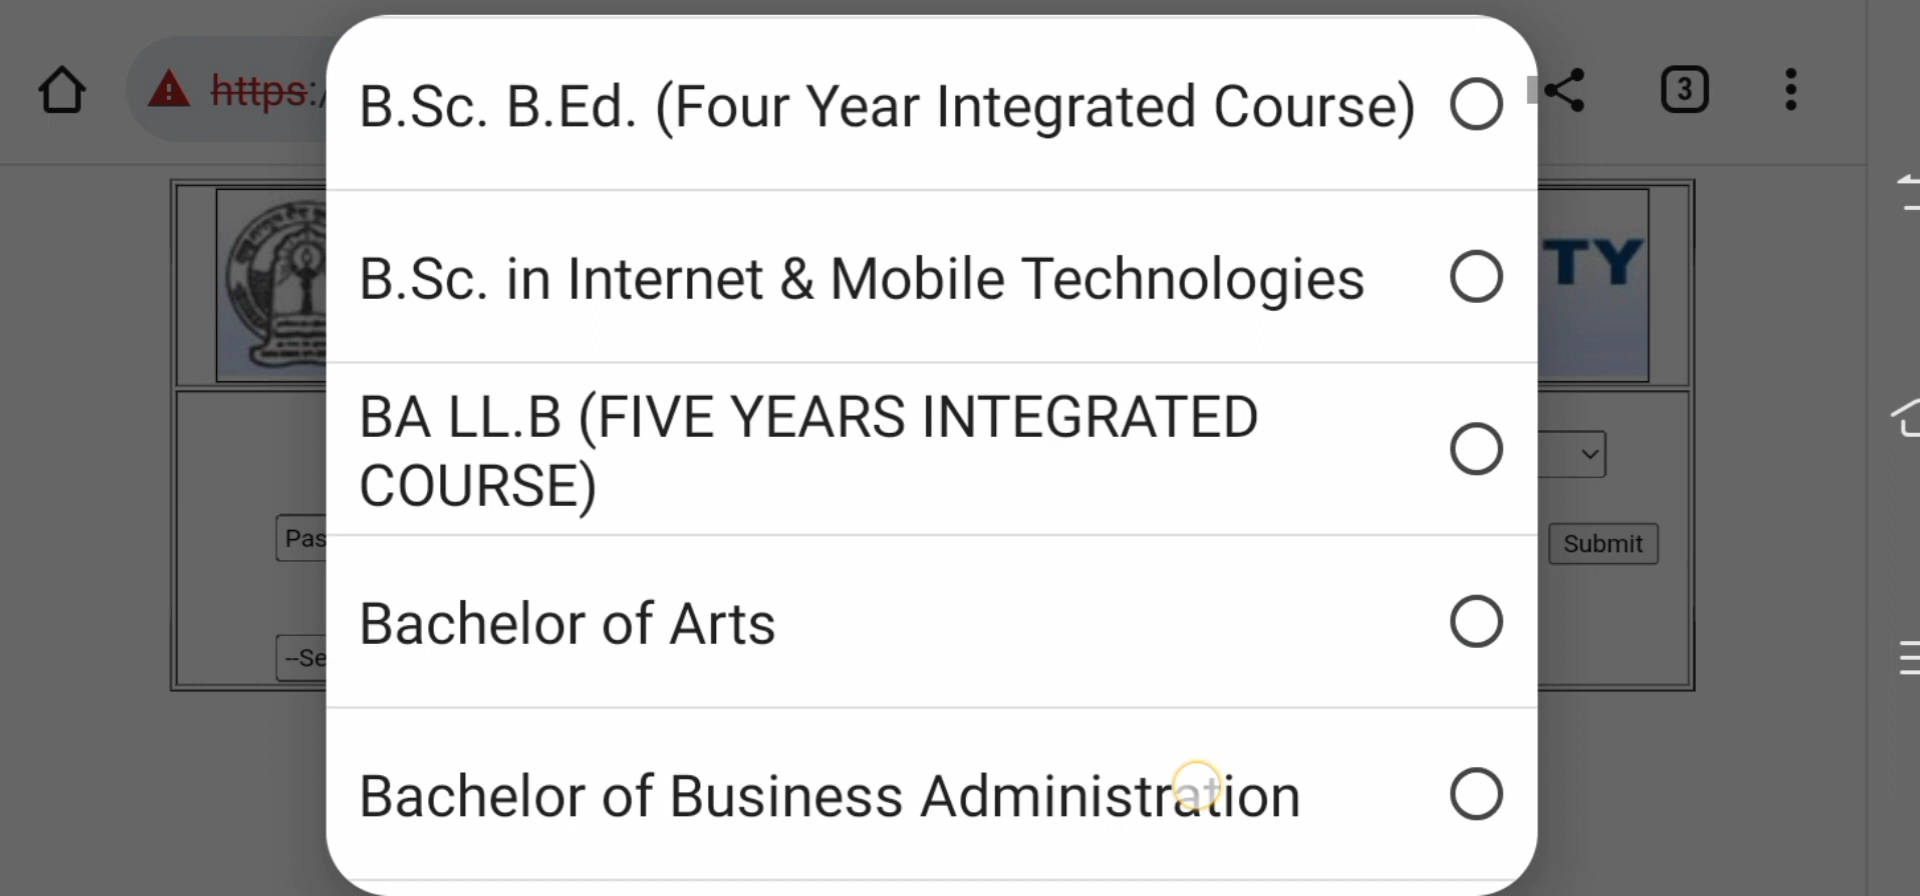 https:/
3
B.Sc. B.Ed. (Four Year Integrated Course)
B.Sc. in Internet & Mobile Technologies
TY
BA LL.B (FIVE YEARS INTEGRATED
COURSE)
Pas
Submit
Bachelor of Arts
--Se
Bachelor of Business Administration